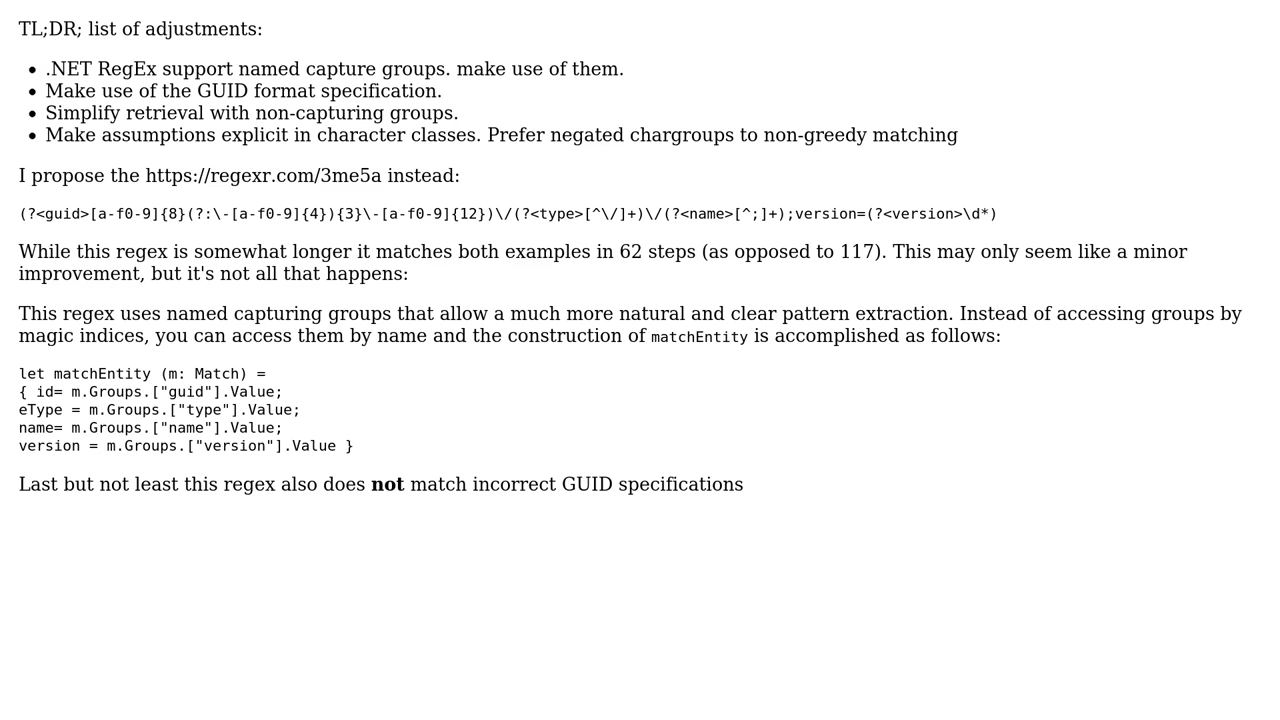 TL;DR; list of adjustments:
.NET RegEx support named capture groups. make use of them.
Make use of the GUID format specification.
Simplify retrieval with non-capturing groups.
Make assumptions explicit in character classes. Prefer negated chargroups to non-greedy matching
I propose the https://regexr.com/3me5a instead:
(?<guid>[a-f0-9]{8}(?:\-[a-f0-9]{4}){3}\-[a-f0-9]{12})\/(?<type>[^\/]+)\/(?<name>[^;]+);version=(?<version>\d*)
While this regex is somewhat longer it matches both examples in 62 steps (as opposed to 117). This may only seem like a minor
improvement, but it's not all that happens:
This regex uses named capturing groups that allow a much more natural and clear pattern extraction. Instead of accessing groups by
magic indices, you can access them by name and the construction of matchEntity is accomplished as follows:
let matchEntity (m: Match) =
{ id= m.Groups.["guid"].Value;
eType = m.Groups.["type"].Value;
name= m.Groups.["name"].Value;
version = m.Groups.["version"].Value }
Last but not least this regex also does not match incorrect GUID specifications